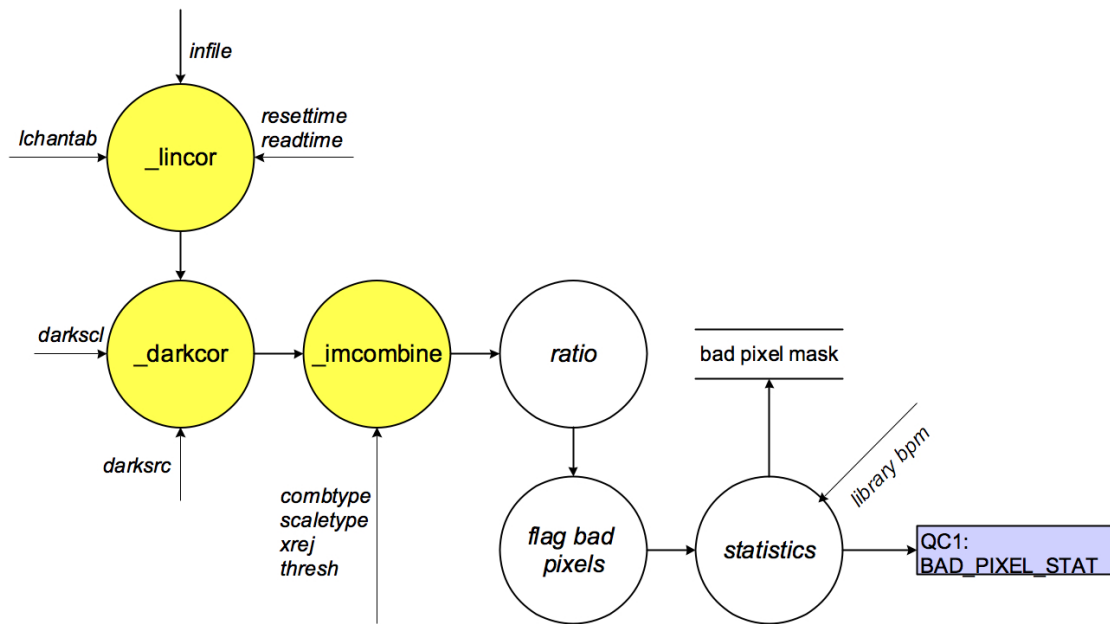 infile
lchantab
resettime
readtime
_lincor
darkscl
_darkcor
_imcombine
ratio
bad pixel mask
darksrc
combtype
scaletype
xrej
thresh
library bpm
flag bad
pixels
statistics
QC1:
BAD_PIXEL_STAT